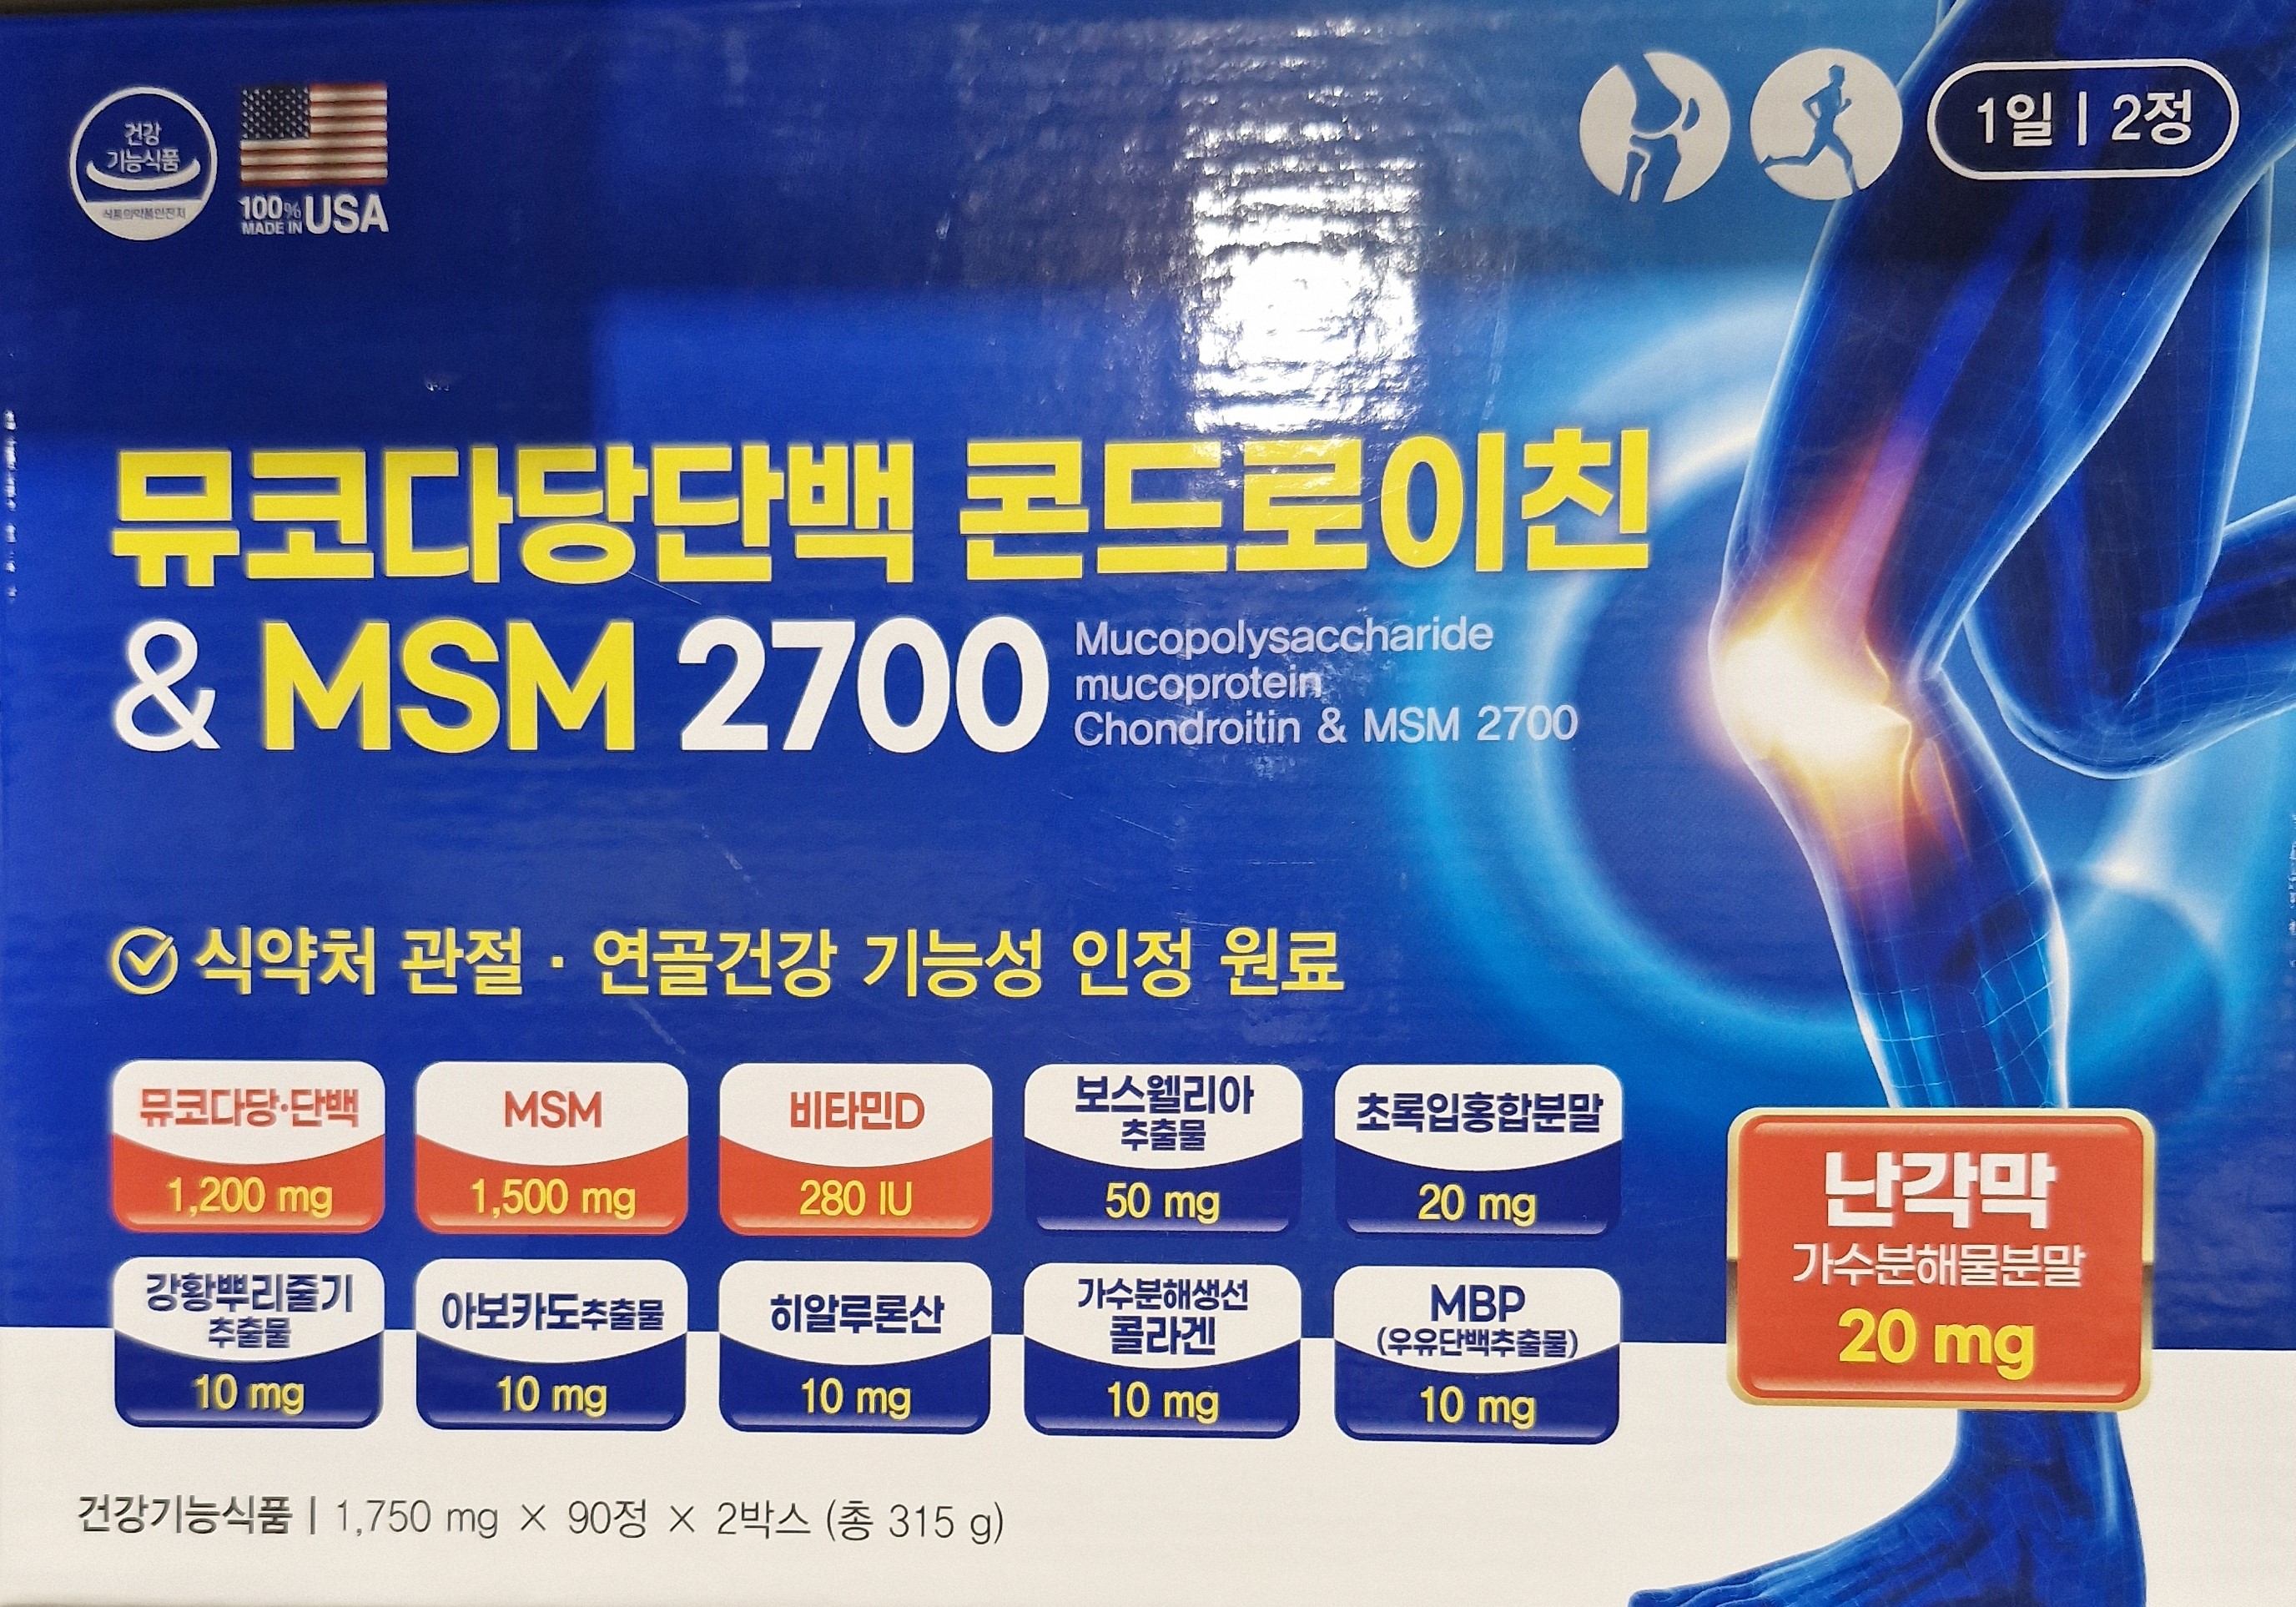 건강
기능식품
식품의약품안전처
100% MADE IN USA
1일 | 2정
뮤코다당단백 콘드로이친
& MSM 2700
Mucopolysaccharide
mucoprotein
Chondroitin & MSM 2700
식약처 관절 · 연골건강 기능성 인정 원료
뮤코다당·단백
1,200 mg
MSM
1,500 mg
비타민D
280 IU
보스웰리아
추출물
50 mg
초록입홍합분말
20 mg
강황뿌리줄기
추출물
10 mg
아보카도추출물
10 mg
히알루론산
10 mg
가수분해생선
콜라겐
10 mg
MBP
(우유단백추출물)
10 mg
난각막
가수분해물분말
20 mg
건강기능식품 | 1,750 mg × 90정 × 2박스 (총 315 g)